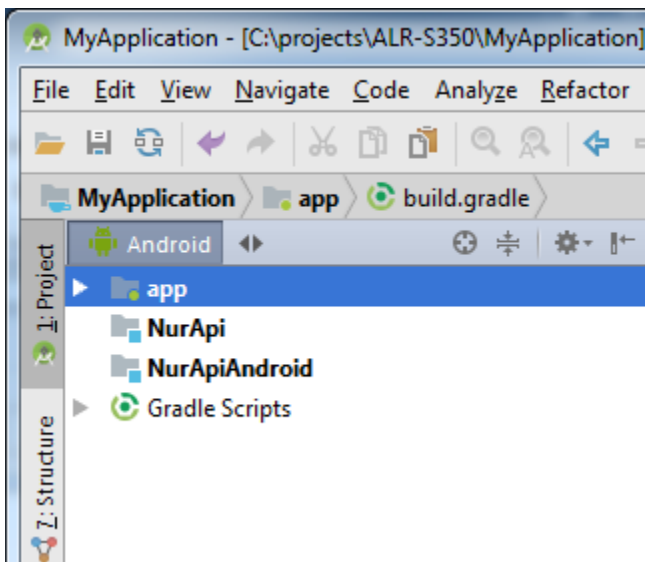 MyApplication - [C:\projects\ALR-S350\MyApplication]
File Edit View Navigate Code Analyze Refactor
MyApplication app build.gradle
1: Project
Android
app
NurApi
NurApiAndroid
Gradle Scripts
7: Structure